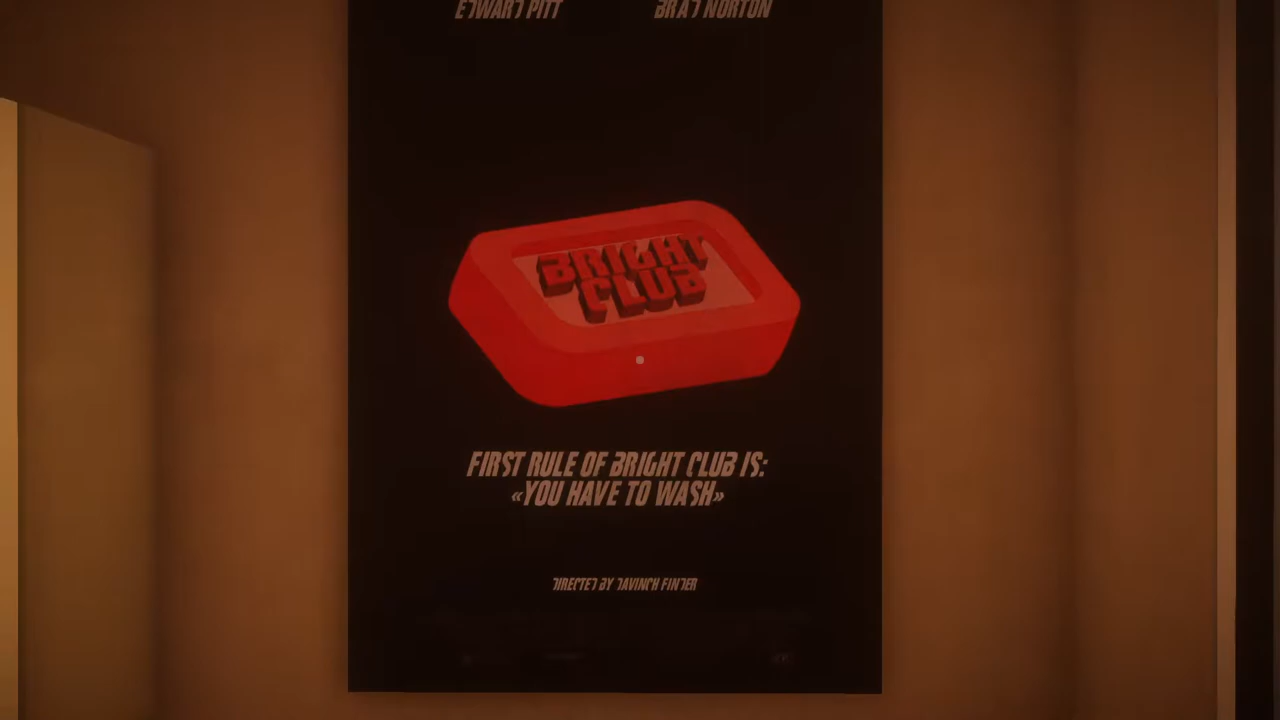 EDWARD PITT BRAD NORTON
BRIGHT
CLUB
FIRST RULE OF BRIGHT CLUB IS:
«YOU HAVE TO WASH»
DIRECTED BY DAVINCH FINDER